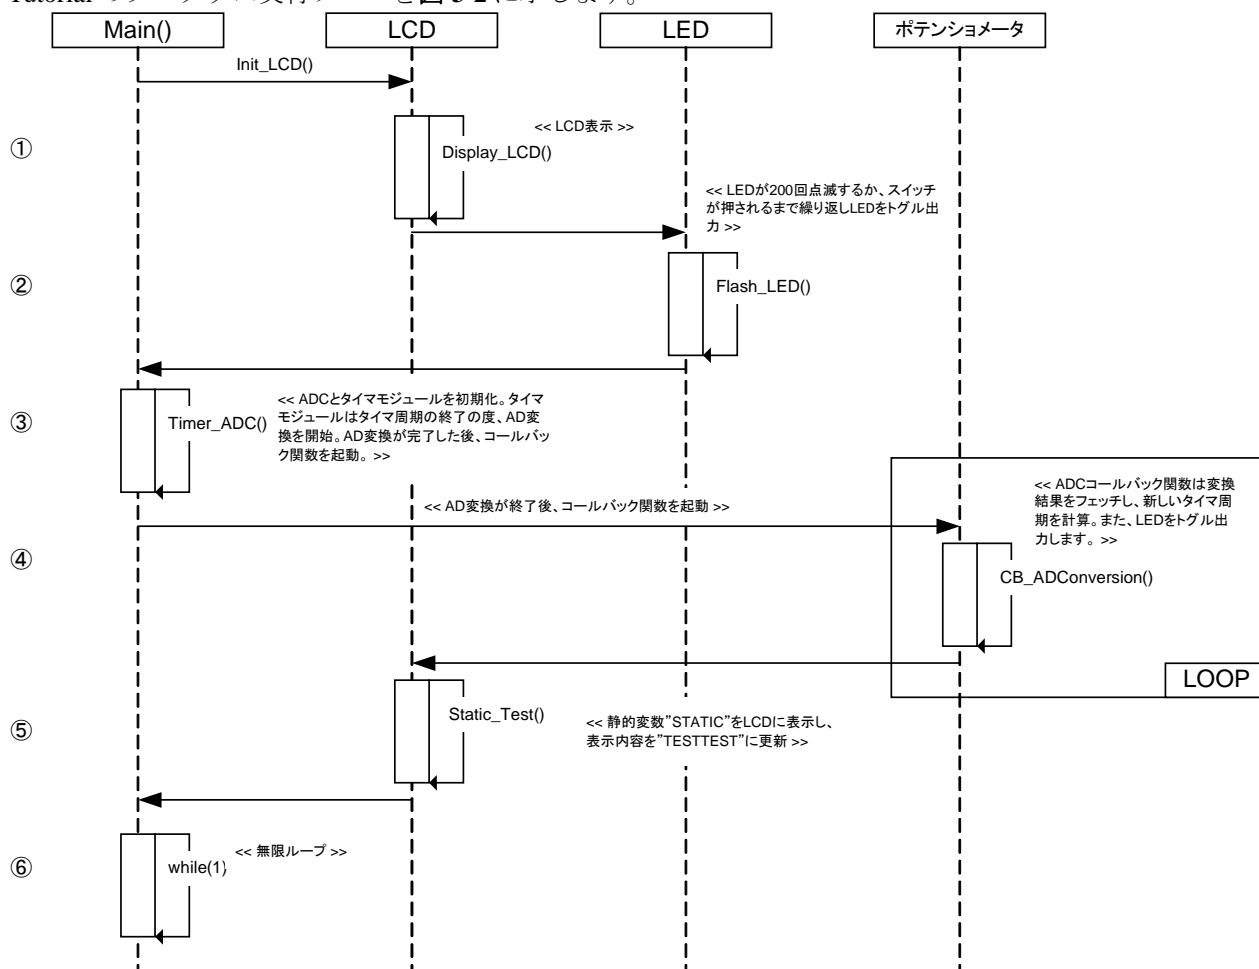 Main()
LCD
LED
ポテンショメータ
Init_LCD()
①
<< LCD表示 >>
Display_LCD()
<< LEDが200回点滅するか、スイッチ
が押されるまで繰り返しLEDをトグル出
力 >>
②
Flash_LED()
③
Timer_ADC()
<< ADCとタイマモジュールを初期化。タイマ
モジュールはタイマ周期の終了の度、AD変
換を開始。AD変換が完了した後、コールバッ
ク関数を起動。 >>
<< AD変換が終了後、コールバック関数を起動 >>
<< ADCコールバック関数は変換
結果をフェッチし、新しいタイマ周
期を計算。また、LEDをトグル出
力します。 >>
④
CB_ADConversion()
LOOP
⑤
Static_Test()
<< 静的変数”STATIC”をLCDに表示し、
表示内容を”TESTTEST”に更新 >>
⑥
while(1)
<< 無限ループ >>